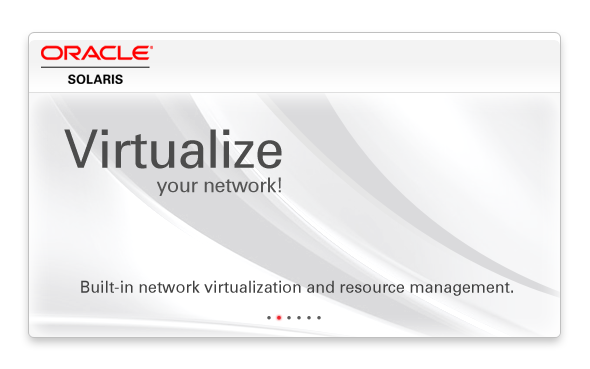 ORACLE®
SOLARIS
Virtualize
your network!
Built-in network virtualization and resource management.